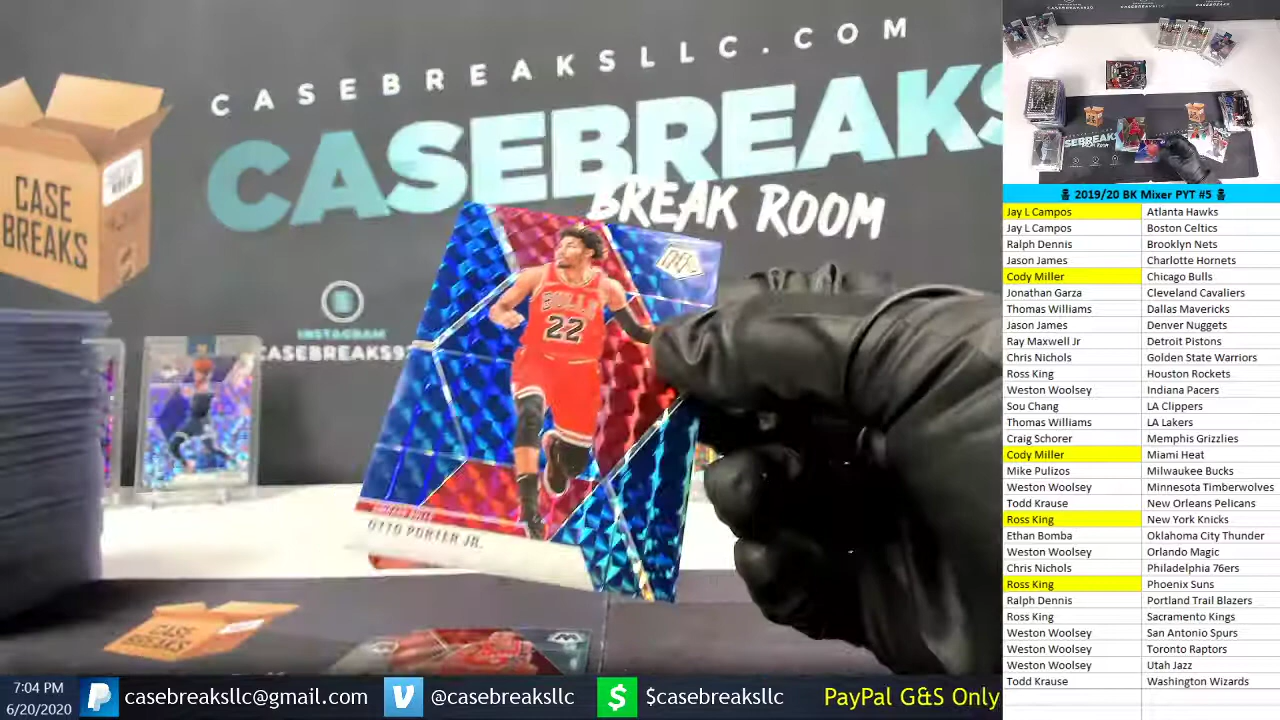 CASEBREAKSLLC.COM
CASEBREAKS
BREAK ROOM
CASE
BREAKS
INSTAGRAM
CASEBREAKS92
BULLS
22
CHICAGO BULLS
OTTO PORTER JR.
CASE
BREAKS
7:04 PM
6/20/2020
casebreaksllc@gmail.com
@casebreaksllc
$casebreaksllc
PayPal G&S Only
2019/20 BK Mixer PYT #5
Jay L Campos Atlanta Hawks
Jay L Campos Boston Celtics
Ralph Dennis Brooklyn Nets
Jason James Charlotte Hornets
Cody Miller Chicago Bulls
Jonathan Garza Cleveland Cavaliers
Thomas Williams Dallas Mavericks
Jason James Denver Nuggets
Ray Maxwell Jr Detroit Pistons
Chris Nichols Golden State Warriors
Ross King Houston Rockets
Weston Woolsey Indiana Pacers
Sou Chang LA Clippers
Thomas Williams LA Lakers
Craig Schorer Memphis Grizzlies
Cody Miller Miami Heat
Mike Pulizos Milwaukee Bucks
Weston Woolsey Minnesota Timberwolves
Todd Krause New Orleans Pelicans
Ross King New York Knicks
Ethan Bomba Oklahoma City Thunder
Weston Woolsey Orlando Magic
Chris Nichols Philadelphia 76ers
Ross King Phoenix Suns
Ralph Dennis Portland Trail Blazers
Ross King Sacramento Kings
Weston Woolsey San Antonio Spurs
Weston Woolsey Toronto Raptors
Weston Woolsey Utah Jazz
Todd Krause Washington Wizards